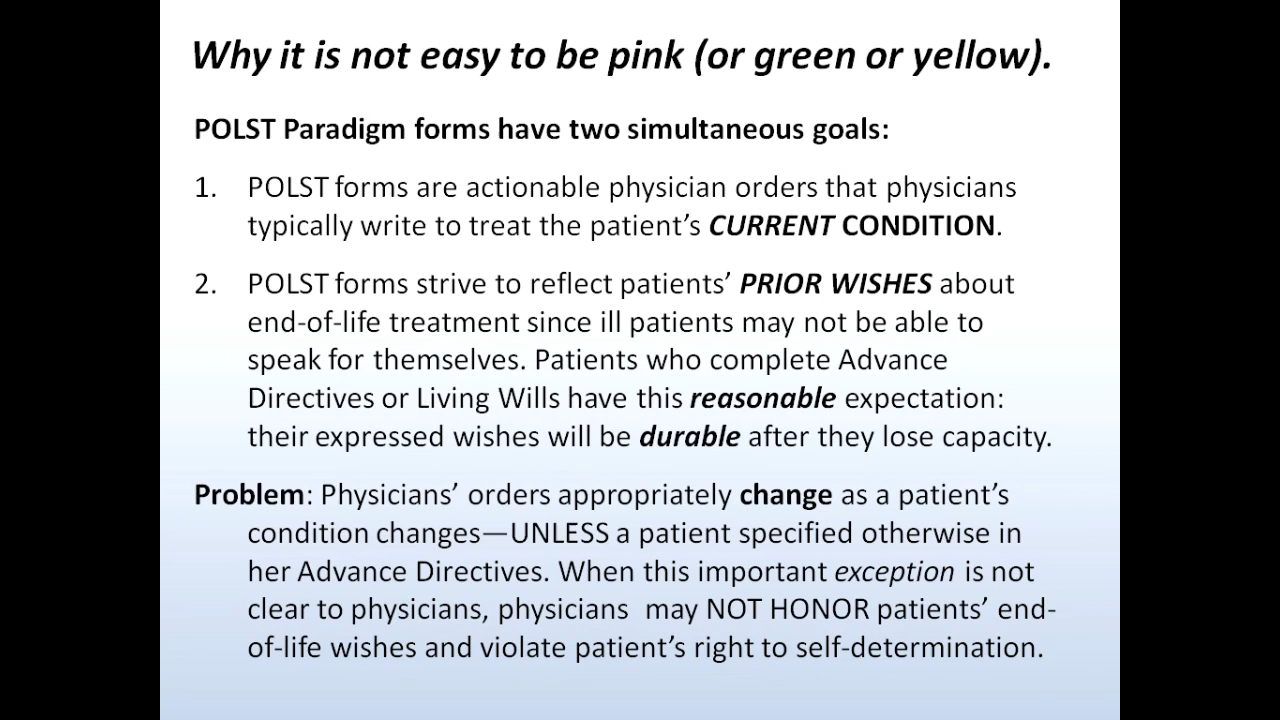 Why it is not easy to be pink (or green or yellow).
POLST Paradigm forms have two simultaneous goals:
1. POLST forms are actionable physician orders that physicians
typically write to treat the patient’s CURRENT CONDITION.
2. POLST forms strive to reflect patients’ PRIOR WISHES about
end-of-life treatment since ill patients may not be able to
speak for themselves. Patients who complete Advance
Directives or Living Wills have this reasonable expectation:
their expressed wishes will be durable after they lose capacity.
Problem: Physicians’ orders appropriately change as a patient’s
condition changes—UNLESS a patient specified otherwise in
her Advance Directives. When this important exception is not
clear to physicians, physicians  may NOT HONOR patients’ end-
of-life wishes and violate patient’s right to self-determination.